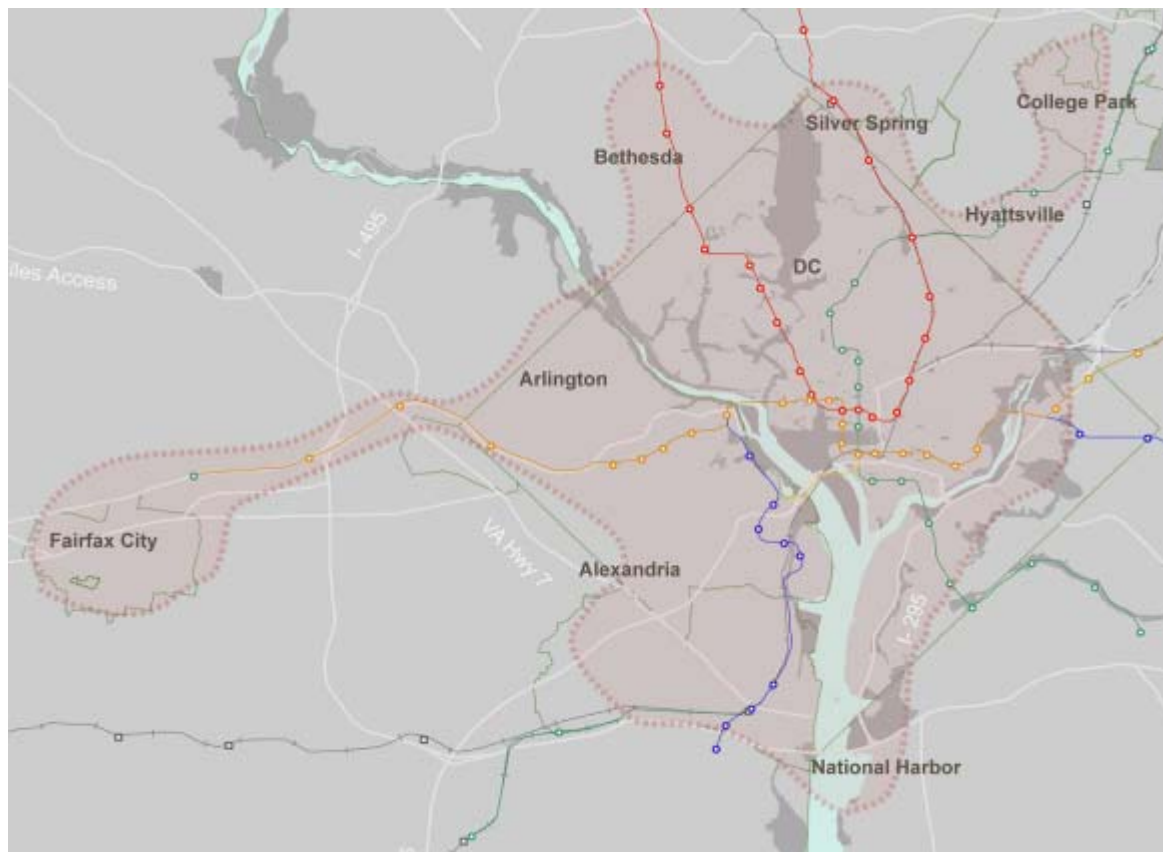 College Park
Silver Spring
Bethesda
Hyattsville
I- 495
DC
iles Access
Arlington
VA Hwy 7
Fairfax City
Alexandria
I- 295
National Harbor